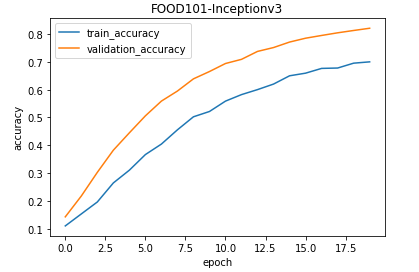 FOOD101-Inceptionv3
train_accuracy
validation_accuracy
accuracy
0.8
0.7
0.6
0.5
0.4
0.3
0.2
0.1
0.0 2.5 5.0 7.5 10.0 12.5 15.0 17.5
epoch